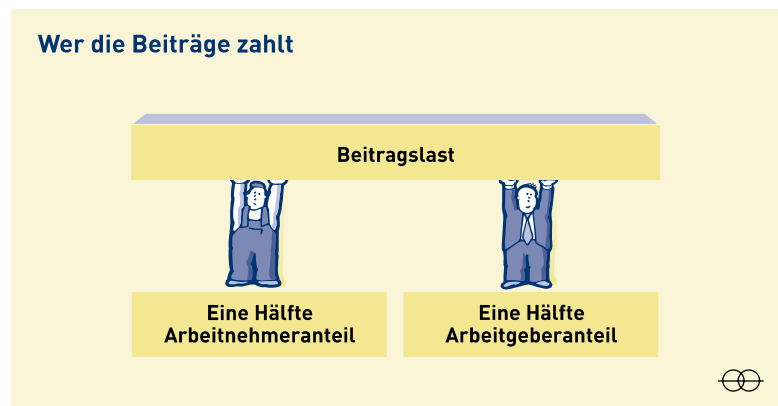 Wer die Beiträge zahlt
Beitragslast
Eine Hälfte
Arbeitnehmeranteil
Eine Hälfte
Arbeitgeberanteil